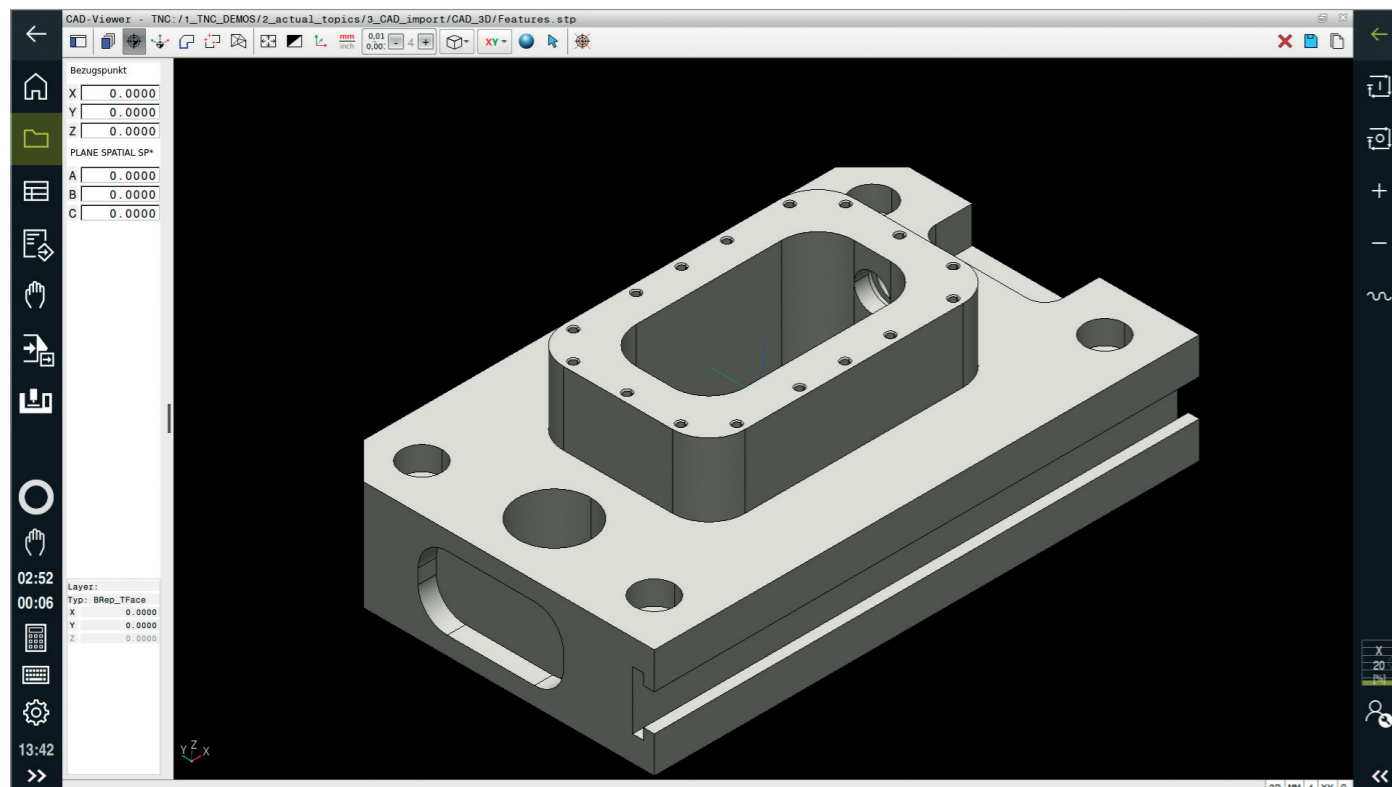 CAD-Viewer - TNC:/1_TNC_DEMOS/2_actual_topics/3_CAD_import/CAD_3D/Features.stp
mm
inch
0,01
0,00:
- 4 +
XY
Bezugspunkt
X 0.0000
Y 0.0000
Z 0.0000
PLANE SPATIAL SP*
A 0.0000
B 0.0000
C 0.0000
02:52
00:06
Layer:
Typ: BRep_TFace
X 0.0000
Y 0.0000
Z 0.0000
13:42
Y Z X
X
20
[%]